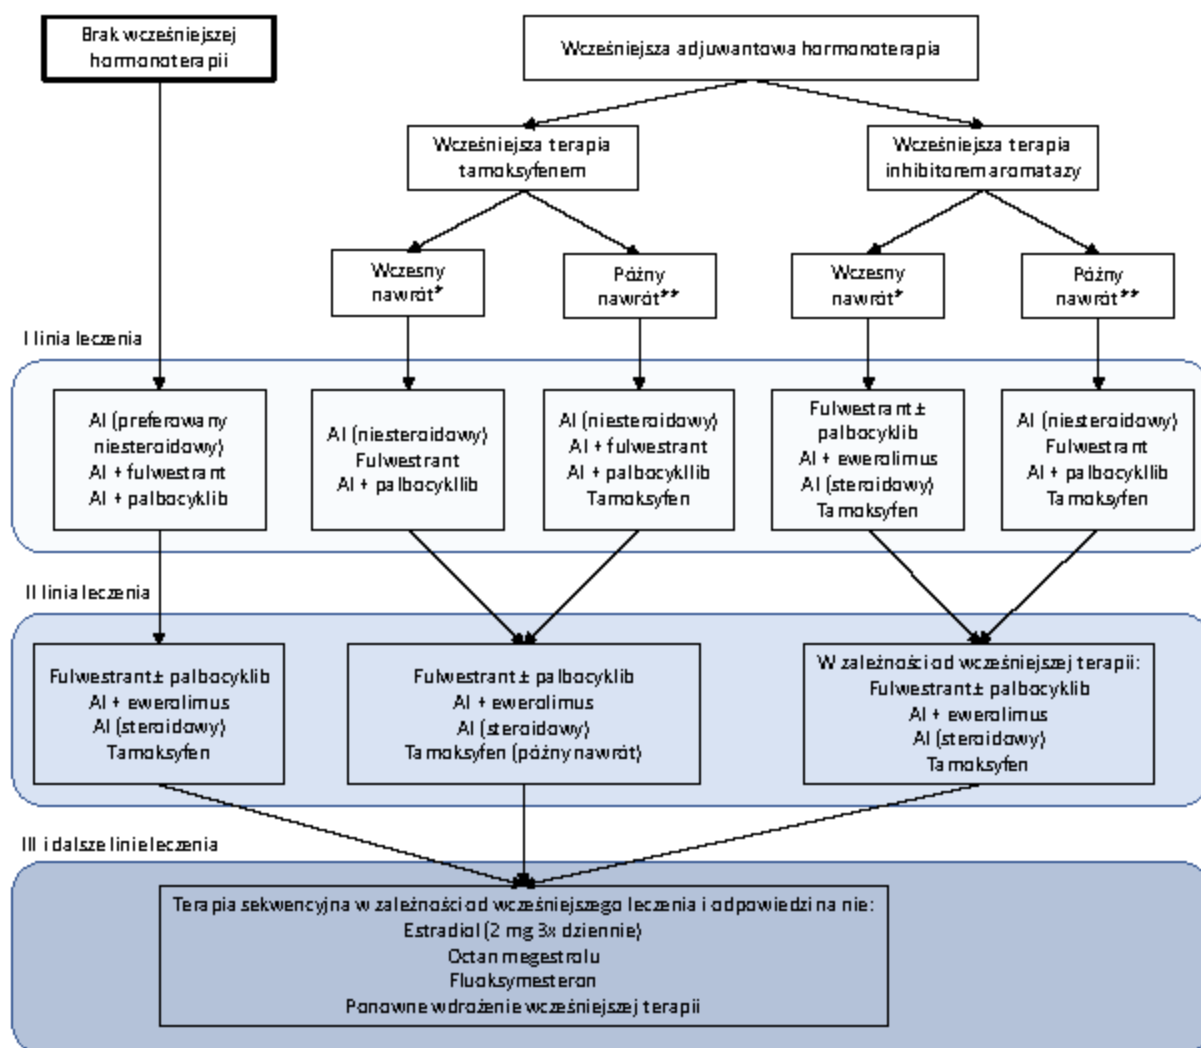 Brak wcześniejszej
hormonoterapii
Wcześniejsza adjuwantowa hormonoterapia
Wcześniejsza terapia
tamoksyfenem
Wcześniejsza terapia
inhibitorem aromatazy
Wczesny
nawrót*
Późny
nawrót**
Wczesny
nawrót*
Późny
nawrót**
I linia leczenia
AI (preferowany
niesteroidowy)
AI + fulwestrant
AI + palbocyklib
AI (niesteroidowy)
Fulwestrant
AI + palbocykllib
AI (niesteroidowy)
AI + fulwestrant
AI + palbocykllib
Tamoksyfen
Fulwestrant ±
palbocyklib
AI + ewerolimus
AI (steroidowy)
Tamoksyfen
AI (niesteroidowy)
Fulwestrant
AI + palbocykllib
Tamoksyfen
II linia leczenia
Fulwestrant ± palbocyklib
AI + ewerolimus
AI (steroidowy)
Tamoksyfen
Fulwestrant ± palbocyklib
AI + ewerolimus
AI (steroidowy)
Tamoksyfen (późny nawrót)
W zależności od wcześniejszej terapii:
Fulwestrant ± palbocyklib
AI + ewerolimus
AI (steroidowy)
Tamoksyfen
III i dalsze linie leczenia
Terapia sekwencyjna w zależności od wcześniejszego leczenia i odpowiedzi na nie:
Estradiol (2 mg 3x dziennie)
Octan megestrolu
Fluoksymesteron
Ponowne wdrożenie wcześniejszej terapii